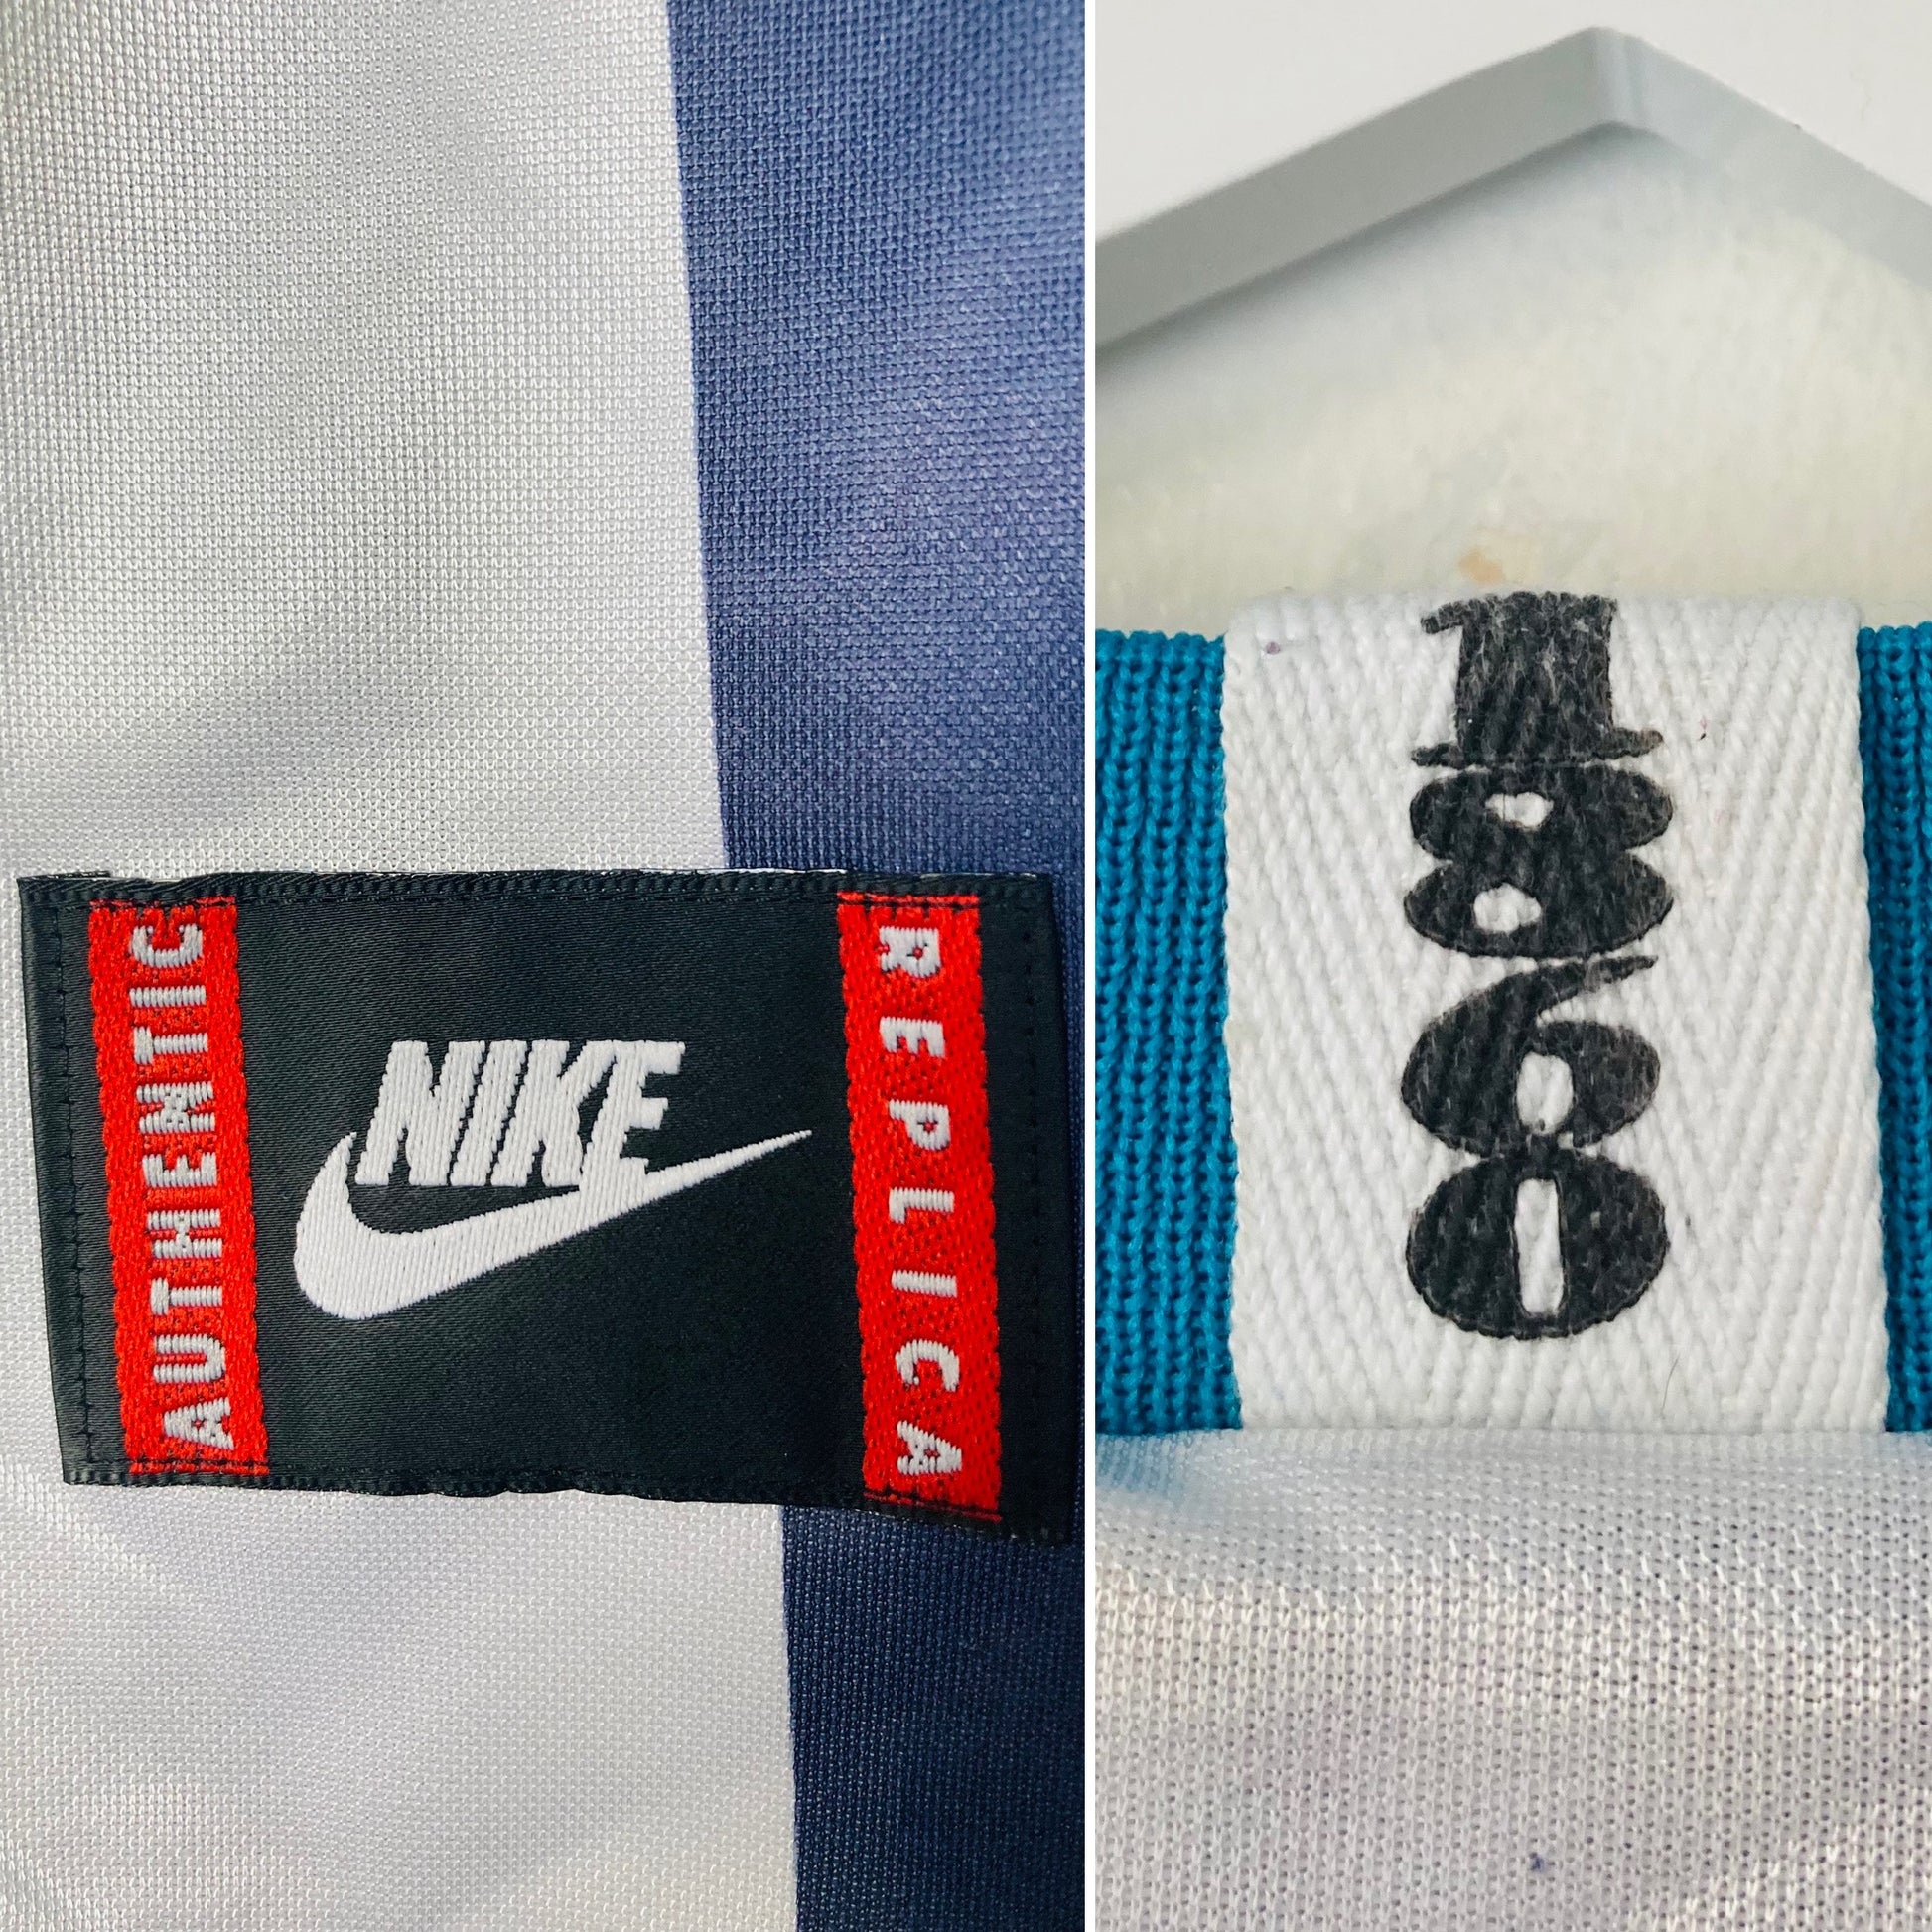 AUTHENTIC
NIKE
REPLICA
1860